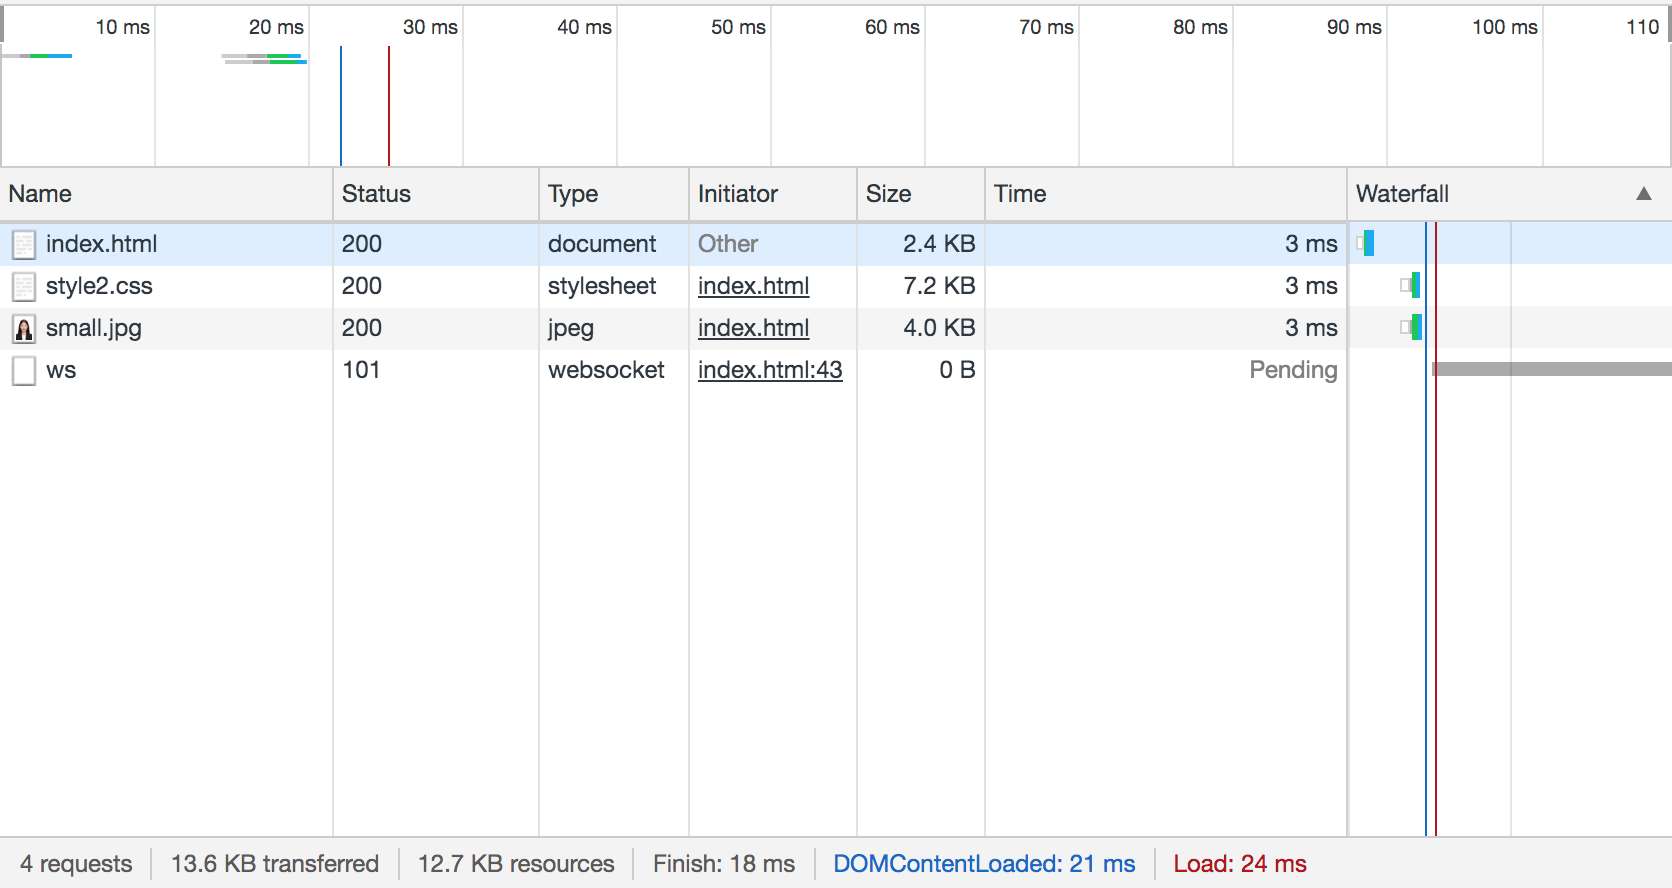 10 ms 20 ms 30 ms 40 ms 50 ms 60 ms 70 ms 80 ms 90 ms 100 ms 110
Name Status Type Initiator Size Time Waterfall ▲
index.html 200 document Other 2.4 KB 3 ms
style2.css 200 stylesheet index.html 7.2 KB 3 ms
small.jpg 200 jpeg index.html 4.0 KB 3 ms
ws 101 websocket index.html:43 0 B Pending
4 requests 13.6 KB transferred 12.7 KB resources Finish: 18 ms DOMContentLoaded: 21 ms Load: 24 ms